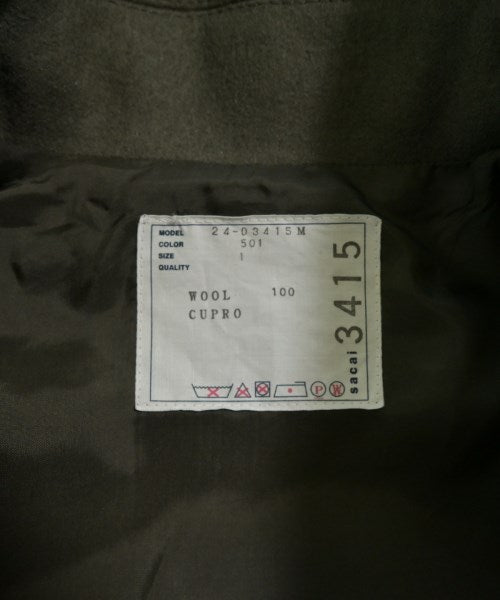 MODEL 24-03415M
COLOR 501
SIZE 1
QUALITY
WOOL 100
CUPRO
P W
sacai 3415